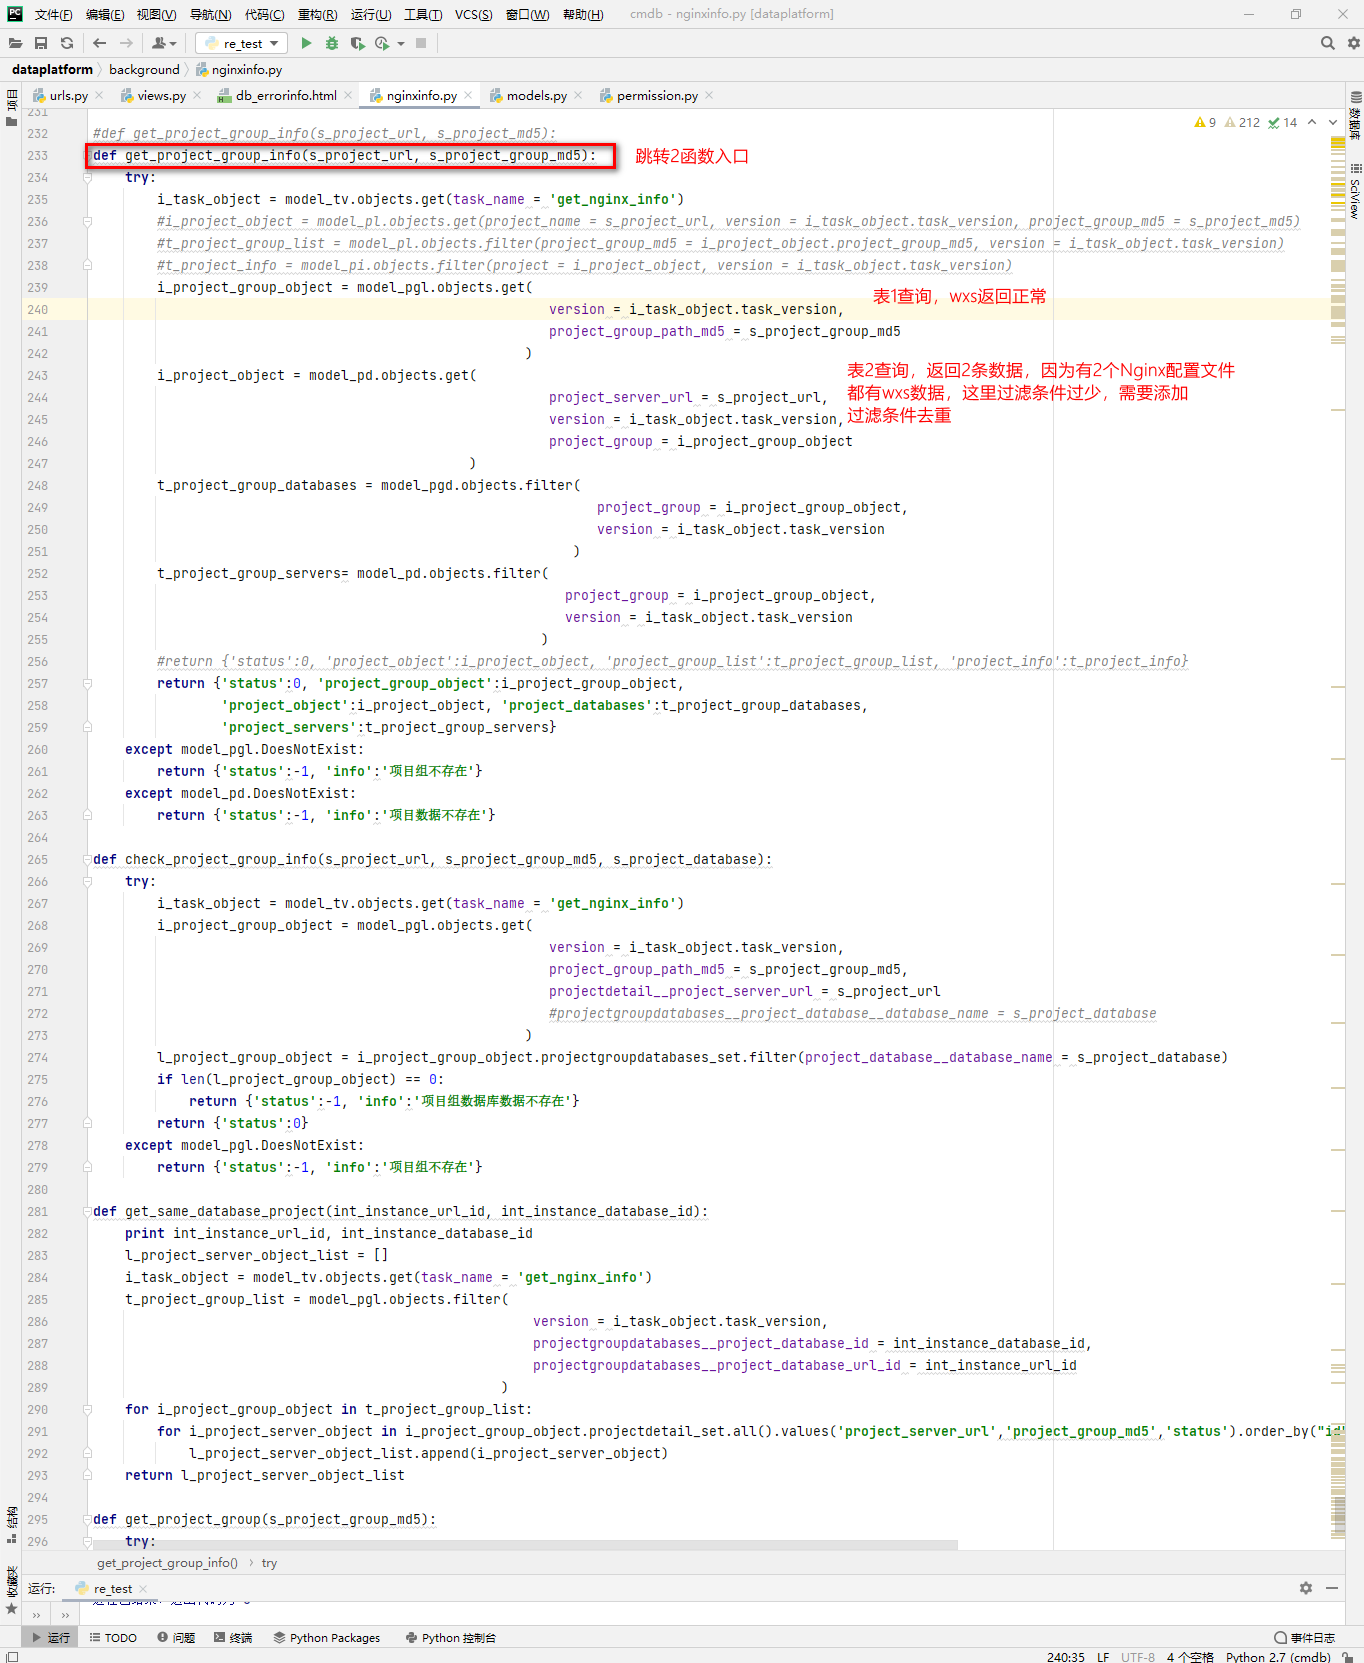 文件(F) 编辑(E) 视图(V) 导航(N) 代码(C) 重构(R) 运行(U) 工具(T) VCS(S) 窗口(W) 帮助(H) cmdb - nginxinfo.py [dataplatform]
re_test
dataplatform background nginxinfo.py
urls.py views.py db_errorinfo.html nginxinfo.py models.py permission.py
项目
数据库
SciView
9 212 14
231
232 #def get_project_group_info(s_project_url, s_project_md5):
233 def get_project_group_info(s_project_url, s_project_group_md5): 跳转2函数入口
234 try:
235 i_task_object = model_tv.objects.get(task_name = 'get_nginx_info')
236 #i_project_object = model_pl.objects.get(project_name = s_project_url, version = i_task_object.task_version, project_group_md5 = s_project_md5)
237 #t_project_group_list = model_pl.objects.filter(project_group_md5 = i_project_object.project_group_md5, version = i_task_object.task_version)
238 #t_project_info = model_pi.objects.filter(project = i_project_object, version = i_task_object.task_version)
239 i_project_group_object = model_pgl.objects.get(
表1查询，wxs返回正常
240 version = i_task_object.task_version,
241 project_group_path_md5 = s_project_group_md5
242 )
243 i_project_object = model_pd.objects.get(
表2查询，返回2条数据，因为有2个Nginx配置文件
都有wxs数据，这里过滤条件过少，需要添加
过滤条件去重
244 project_server_url = s_project_url,
245 version = i_task_object.task_version,
246 project_group = i_project_group_object
247 )
248 t_project_group_databases = model_pgd.objects.filter(
249 project_group = i_project_group_object,
250 version = i_task_object.task_version
251 )
252 t_project_group_servers= model_pd.objects.filter(
253 project_group = i_project_group_object,
254 version = i_task_object.task_version
255 )
256 #return {'status':0, 'project_object':i_project_object, 'project_group_list':t_project_group_list, 'project_info':t_project_info}
257 return {'status':0, 'project_group_object':i_project_group_object,
258 'project_object':i_project_object, 'project_databases':t_project_group_databases,
259 'project_servers':t_project_group_servers}
260 except model_pgl.DoesNotExist:
261 return {'status':-1, 'info':'项目组不存在'}
262 except model_pd.DoesNotExist:
263 return {'status':-1, 'info':'项目数据不存在'}
264
265 def check_project_group_info(s_project_url, s_project_group_md5, s_project_database):
266 try:
267 i_task_object = model_tv.objects.get(task_name = 'get_nginx_info')
268 i_project_group_object = model_pgl.objects.get(
269 version = i_task_object.task_version,
270 project_group_path_md5 = s_project_group_md5,
271 projectdetail__project_server_url = s_project_url
272 #projectgroupdatabases__project_database__database_name = s_project_database
273 )
274 l_project_group_object = i_project_group_object.projectgroupdatabases_set.filter(project_database__database_name = s_project_database)
275 if len(l_project_group_object) == 0:
276 return {'status':-1, 'info':'项目组数据库数据不存在'}
277 return {'status':0}
278 except model_pgl.DoesNotExist:
279 return {'status':-1, 'info':'项目组不存在'}
280
281 def get_same_database_project(int_instance_url_id, int_instance_database_id):
282 print int_instance_url_id, int_instance_database_id
283 l_project_server_object_list = []
284 i_task_object = model_tv.objects.get(task_name = 'get_nginx_info')
285 t_project_group_list = model_pgl.objects.filter(
286 version = i_task_object.task_version,
287 projectgroupdatabases__project_database_id = int_instance_database_id,
288 projectgroupdatabases__project_database_url_id = int_instance_url_id
289 )
290 for i_project_group_object in t_project_group_list:
291 for i_project_server_object in i_project_group_object.projectdetail_set.all().values('project_server_url','project_group_md5','status').order_by("id"
292 l_project_server_object_list.append(i_project_server_object)
293 return l_project_server_object_list
294
295 def get_project_group(s_project_group_md5):
296 try:
结构
收藏夹
get_project_group_info() try
运行: re_test
运行 TODO 问题 终端 Python Packages Python 控制台 事件日志
240:35 LF UTF-8 4 个空格 Python 2.7 (cmdb)